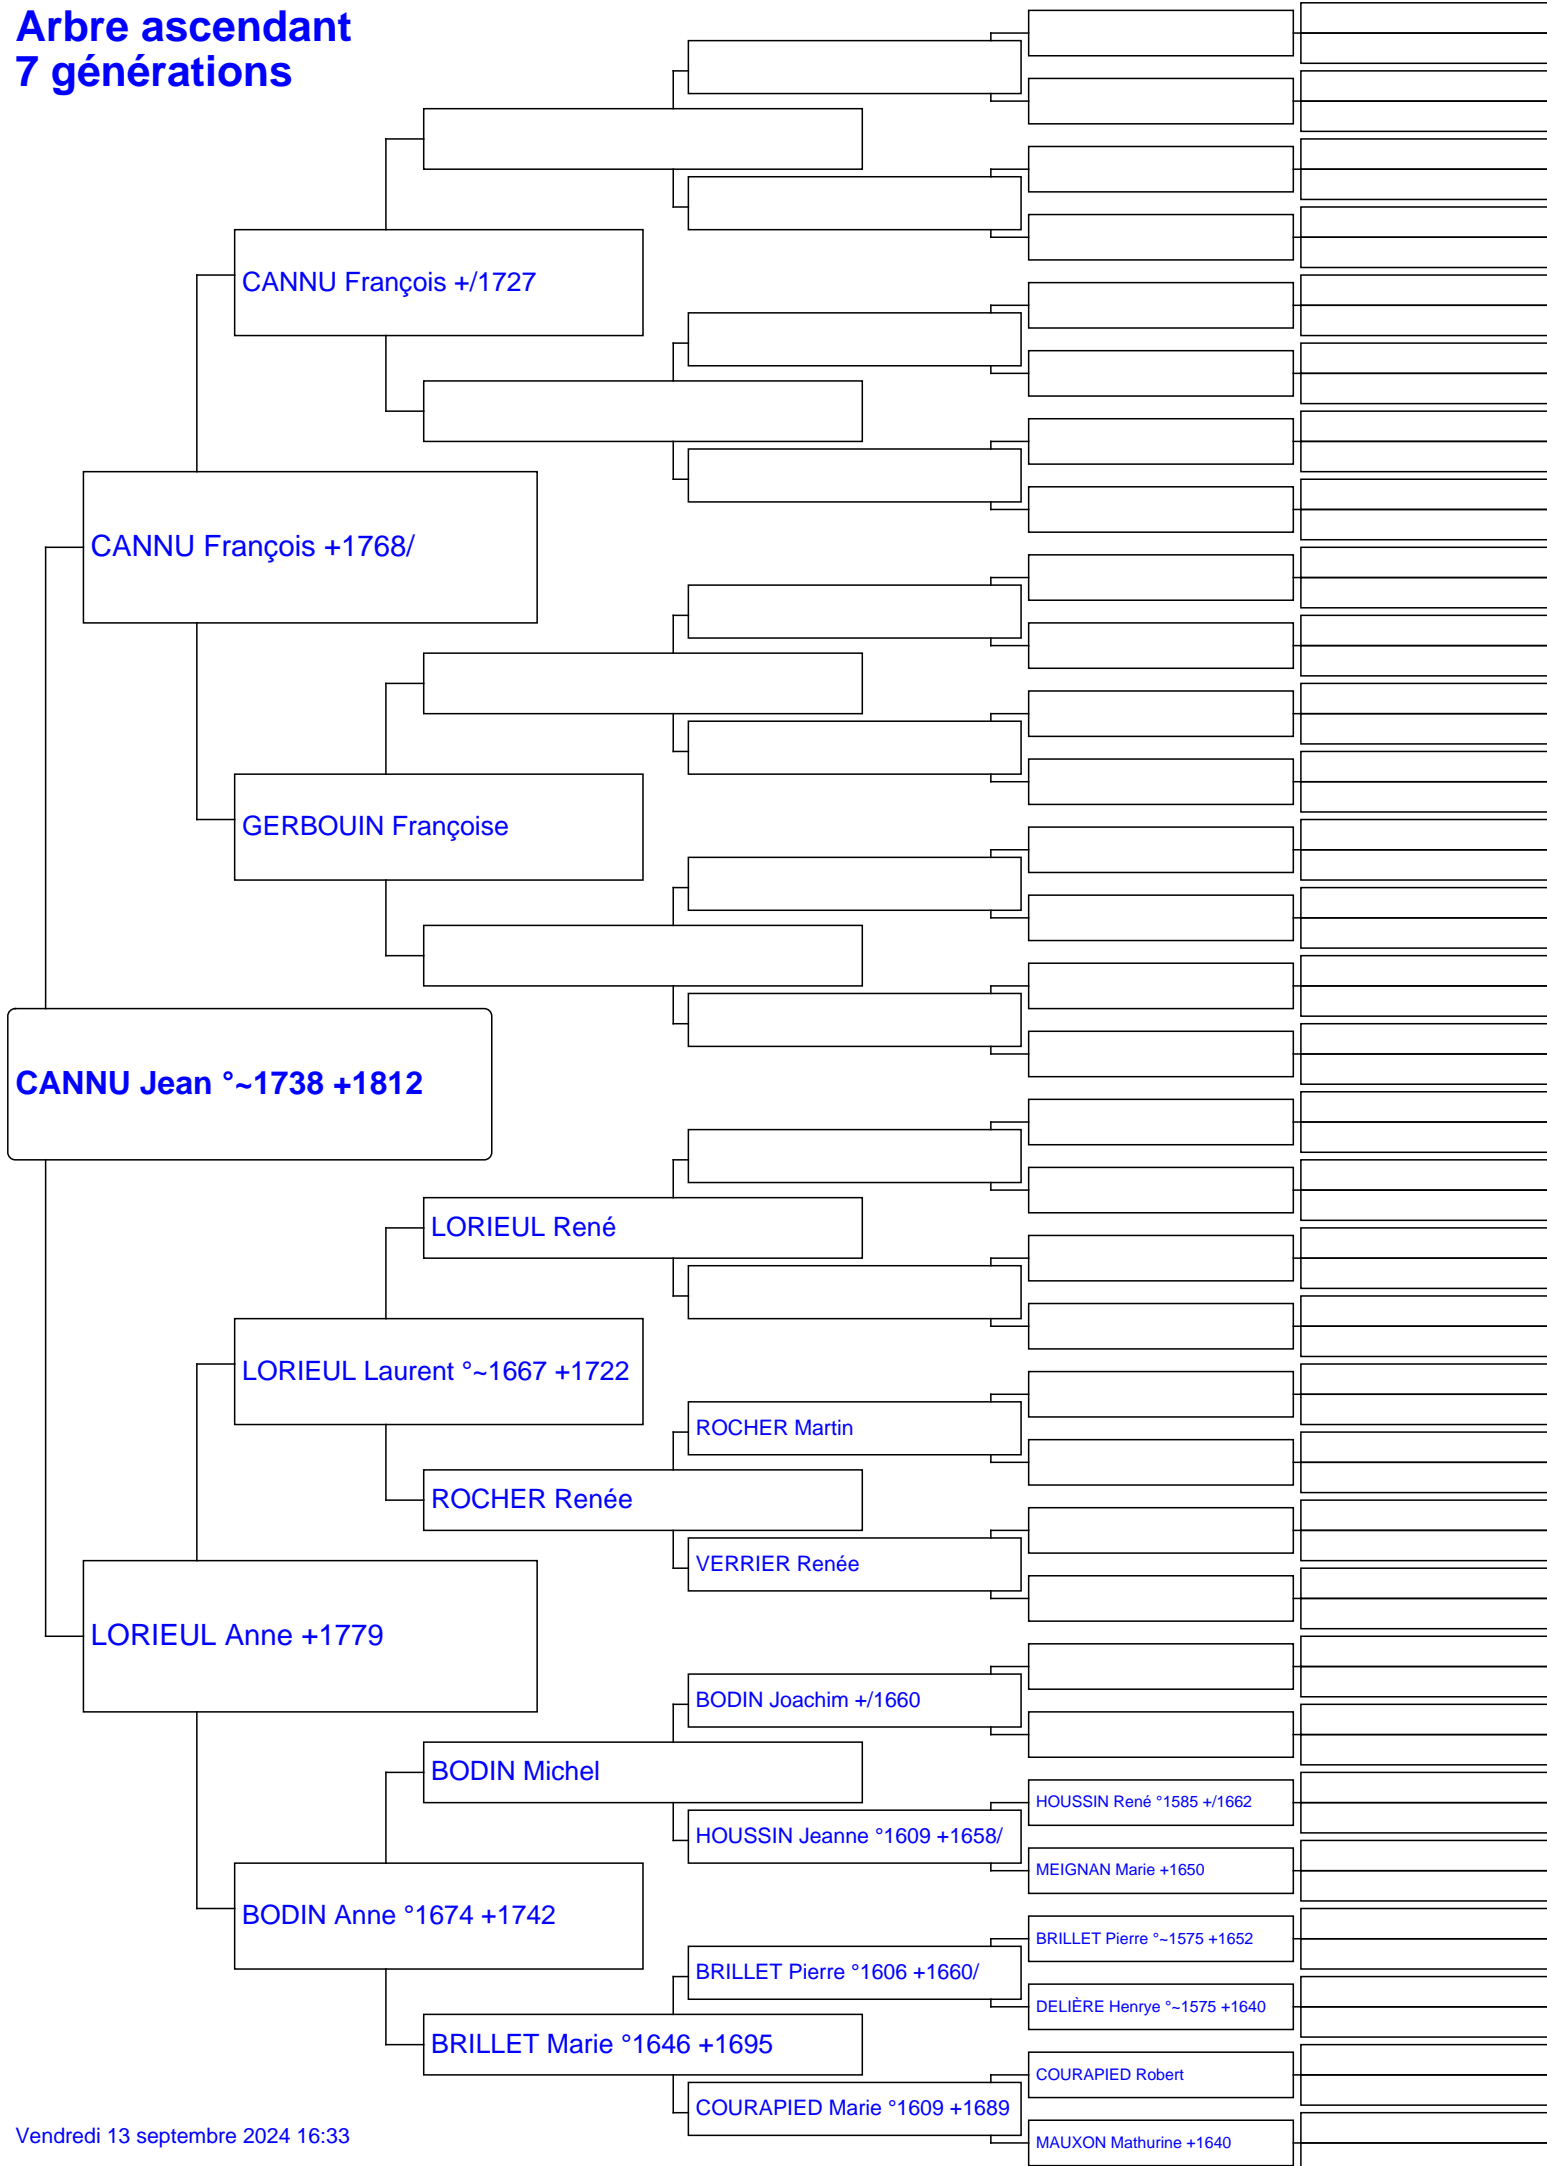 Arbre ascendant
7 générations
CANNU François +/1727
CANNU François +1768/
GERBOUIN Françoise
CANNU Jean °~1738 +1812
LORIEUL René
LORIEUL Laurent °~1667 +1722
ROCHER Martin
ROCHER Renée
VERRIER Renée
LORIEUL Anne +1779
BODIN Joachim +/1660
BODIN Michel
HOUSSIN René °1585 +/1662
HOUSSIN Jeanne °1609 +1658/
MEIGNAN Marie +1650
BODIN Anne °1674 +1742
BRILLET Pierre °~1575 +1652
BRILLET Pierre °1606 +1660/
DELIÈRE Henrye °~1575 +1640
BRILLET Marie °1646 +1695
COURAPIED Robert
COURAPIED Marie °1609 +1689
MAUXON Mathurine +1640
Vendredi 13 septembre 2024 16:33